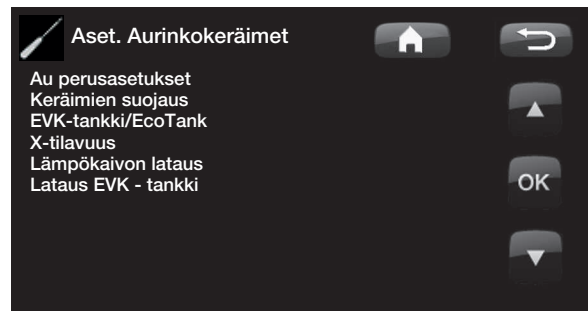 Aset. Aurinkokeräimet
Au perusasetukset
Keräimien suojaus
EVK-tankki/EcoTank
X-tilavuus
Lämpökaivon lataus
Lataus EVK - tankki
OK